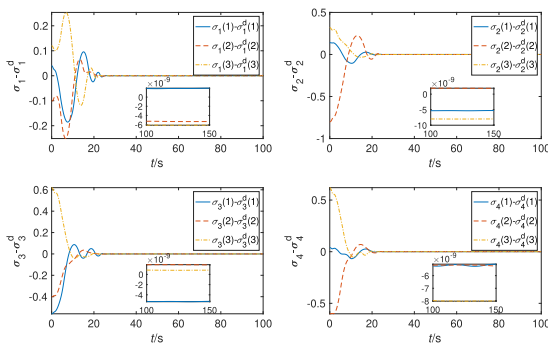 0.2
0.1
0
-0.1
-0.2
σ₁-σ₁ᵈ
σ₁(1)-σ₁ᵈ(1)
σ₁(2)-σ₁ᵈ(2)
σ₁(3)-σ₁ᵈ(3)
×10⁻⁹
0
-2
-4
-6
100 150
0 20 40 60 80 100
t/s
0.5
0
-0.5
-1
σ₂-σ₂ᵈ
σ₂(1)-σ₂ᵈ(1)
σ₂(2)-σ₂ᵈ(2)
σ₂(3)-σ₂ᵈ(3)
×10⁻⁹
0
-5
-10
100 150
0 20 40 60 80 100
t/s
0.6
0.4
0.2
0
-0.2
-0.4
σ₃-σ₃ᵈ
σ₃(1)-σ₃ᵈ(1)
σ₃(2)-σ₃ᵈ(2)
σ₃(3)-σ₃ᵈ(3)
×10⁻⁹
0
-2
-4
100 150
0 20 40 60 80 100
t/s
0.5
0
-0.5
σ₄-σ₄ᵈ
σ₄(1)-σ₄ᵈ(1)
σ₄(2)-σ₄ᵈ(2)
σ₄(3)-σ₄ᵈ(3)
×10⁻⁹
-6
-7
-8
100 150
0 20 40 60 80 100
t/s